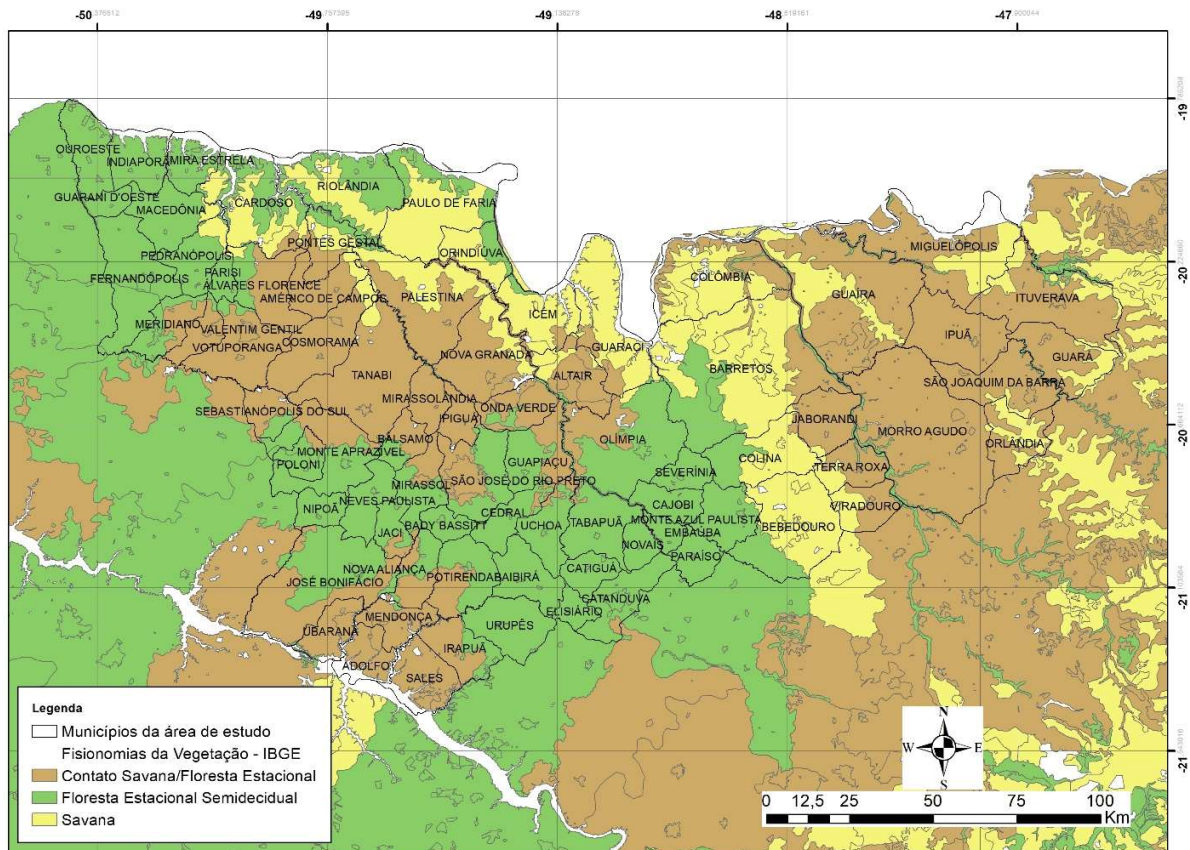 -50 ,376512 -49 ,757395 -49 ,138278 -48 ,519161 -47 ,900044
-19
OUROESTE
INDIAPORÃ MIRA ESTRELA
RIOLÂNDIA
GUARANI D'OESTE
CARDOSO
PAULO DE FARIA
MACEDÔNIA
PONTES GESTAL
MIGUELÓPOLIS
ORINDIÚVA
PEDRANÓPOLIS
-20
FERNANDÓPOLIS
PARISI
COLÔMBIA
ÁLVARES FLORENCE
GUAÍRA
AMÉRICO DE CAMPOS
PALESTINA
ITUVERAVA
ICÉM
MERIDIANO
VALENTIM GENTIL
IPUÃ
COSMORAMA
GUARACI
VOTUPORANGA
NOVA GRANADA
GUARÁ
TANABI
ALTAIR
BARRETOS
SÃO JOAQUIM DA BARRA
MIRASSOLÂNDIA
ONDA VERDE
SEBASTIANÓPOLIS DO SUL
IPIGUÁ
JABORANDI
-20
MORRO AGUDO
BÁLSAMO
OLÍMPIA
ORLÂNDIA
MONTE APRAZÍVEL
COLINA
POLONI
GUAPIAÇU
SEVERÍNIA
TERRA ROXA
MIRASSOL
SÃO JOSÉ DO RIO PRETO
NEVES PAULISTA
CAJOBI
VIRADOURO
NIPOÃ
CEDRAL
MONTE AZUL PAULISTA
BADY BASSITT UCHOA TABAPUÃ
BEBEDOURO
JACI
EMBAÚBA
NOVAIS
PARAÍSO
NOVA ALIANÇA
CATIGUÁ
POTIRENDABA IBIRÁ
JOSÉ BONIFÁCIO
-21
CATANDUVA
ELISIÁRIO
MENDONÇA
URUPÊS
UBARANA
IRAPUÃ
ADOLFO
SALES
Legenda
Municípios da área de estudo
Fisionomias da Vegetação - IBGE
Contato Savana/Floresta Estacional
Floresta Estacional Semidecidual
Savana
N
W E
S
-21
0 12,5 25 50 75 100
Km